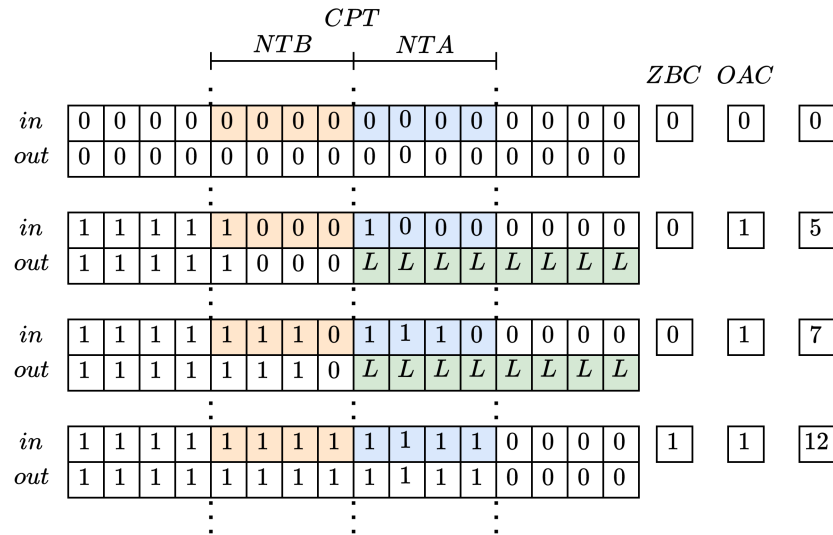 CPT
NTB NTA
ZBC OAC
in 0 0 0 0 0 0 0 0 0 0 0 0 0 0 0 0 0 0 0
out 0 0 0 0 0 0 0 0 0 0 0 0 0 0 0 0
in 1 1 1 1 1 0 0 0 1 0 0 0 0 0 0 0 0 1 5
out 1 1 1 1 1 0 0 0 L L L L L L L L
in 1 1 1 1 1 1 1 0 1 1 1 0 0 0 0 0 0 1 7
out 1 1 1 1 1 1 1 0 L L L L L L L L
in 1 1 1 1 1 1 1 1 1 1 1 1 0 0 0 0 1 1 12
out 1 1 1 1 1 1 1 1 1 1 1 1 0 0 0 0